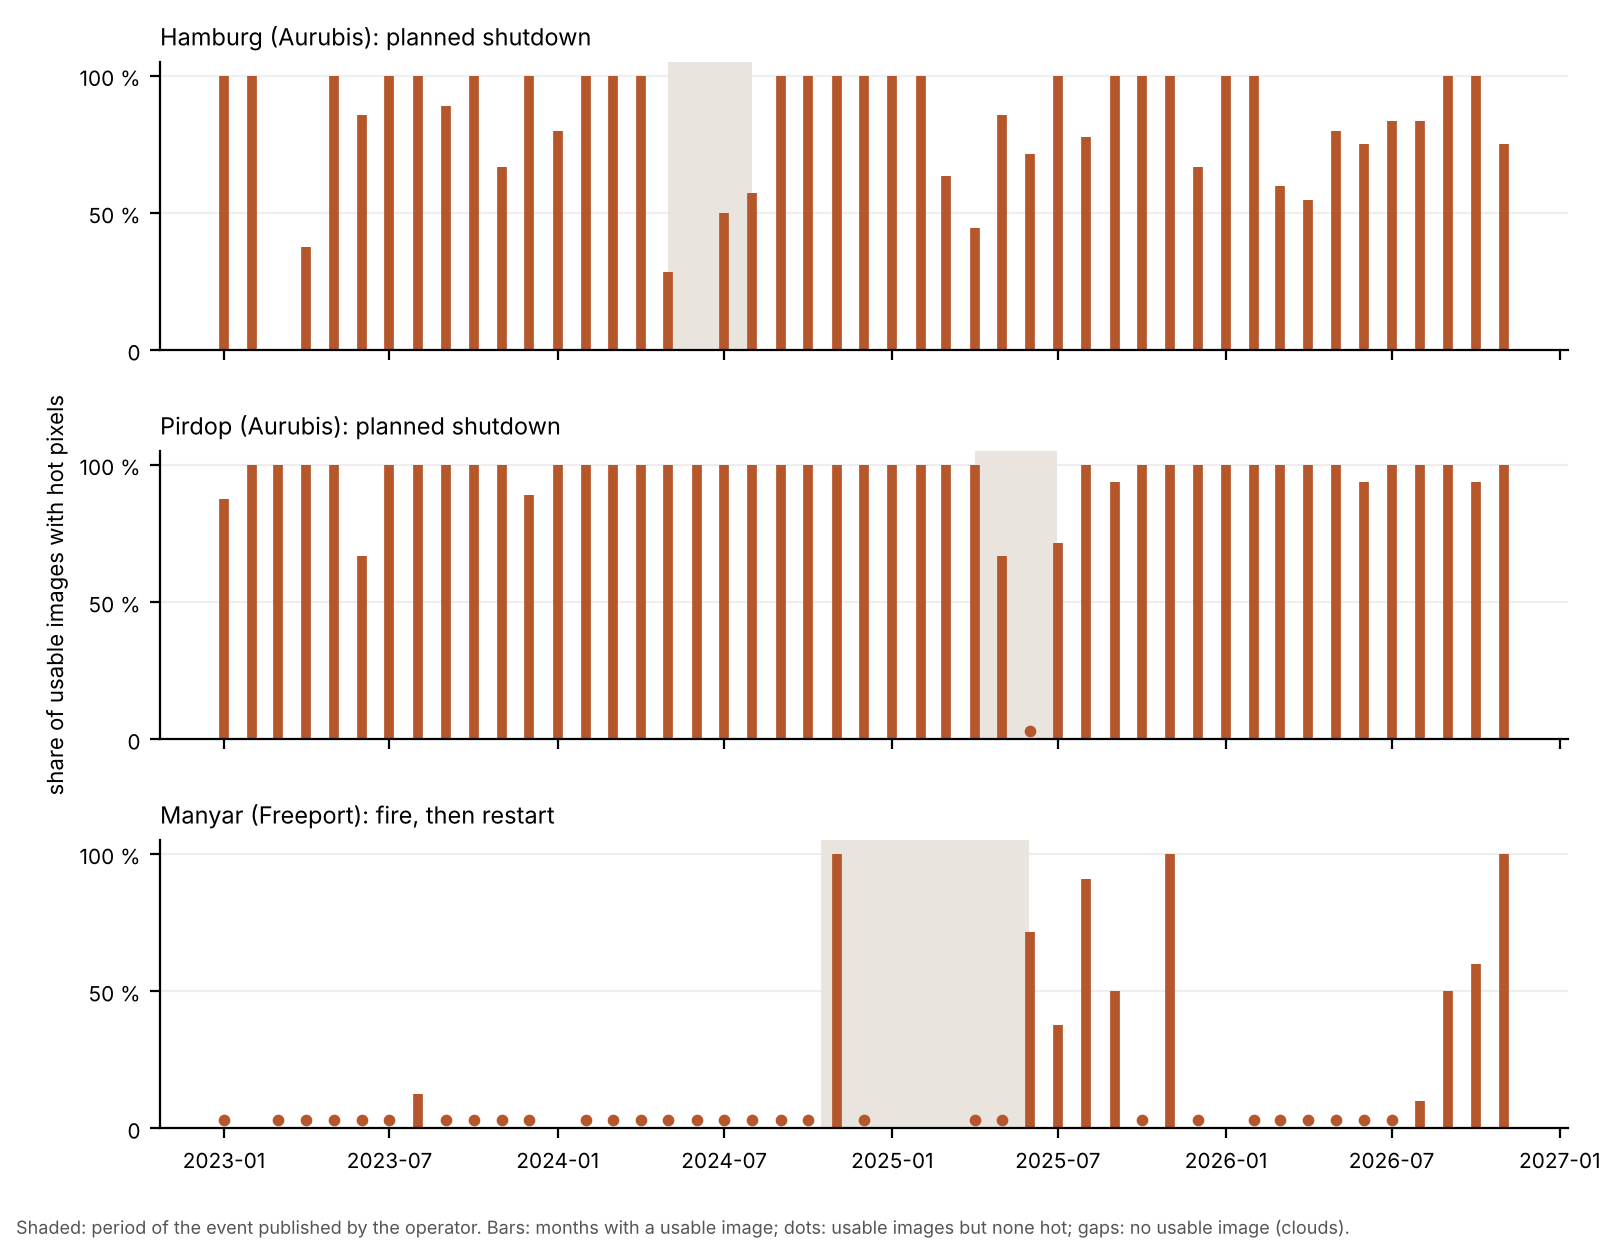 Hamburg (Aurubis): planned shutdown
100 %
50 %
0
share of usable images with hot pixels
Pirdop (Aurubis): planned shutdown
100 %
50 %
0
Manyar (Freeport): fire, then restart
100 %
50 %
0
2023-01 2023-07 2024-01 2024-07 2025-01 2025-07 2026-01 2026-07 2027-01
Shaded: period of the event published by the operator. Bars: months with a usable image; dots: usable images but none hot; gaps: no usable image (clouds).